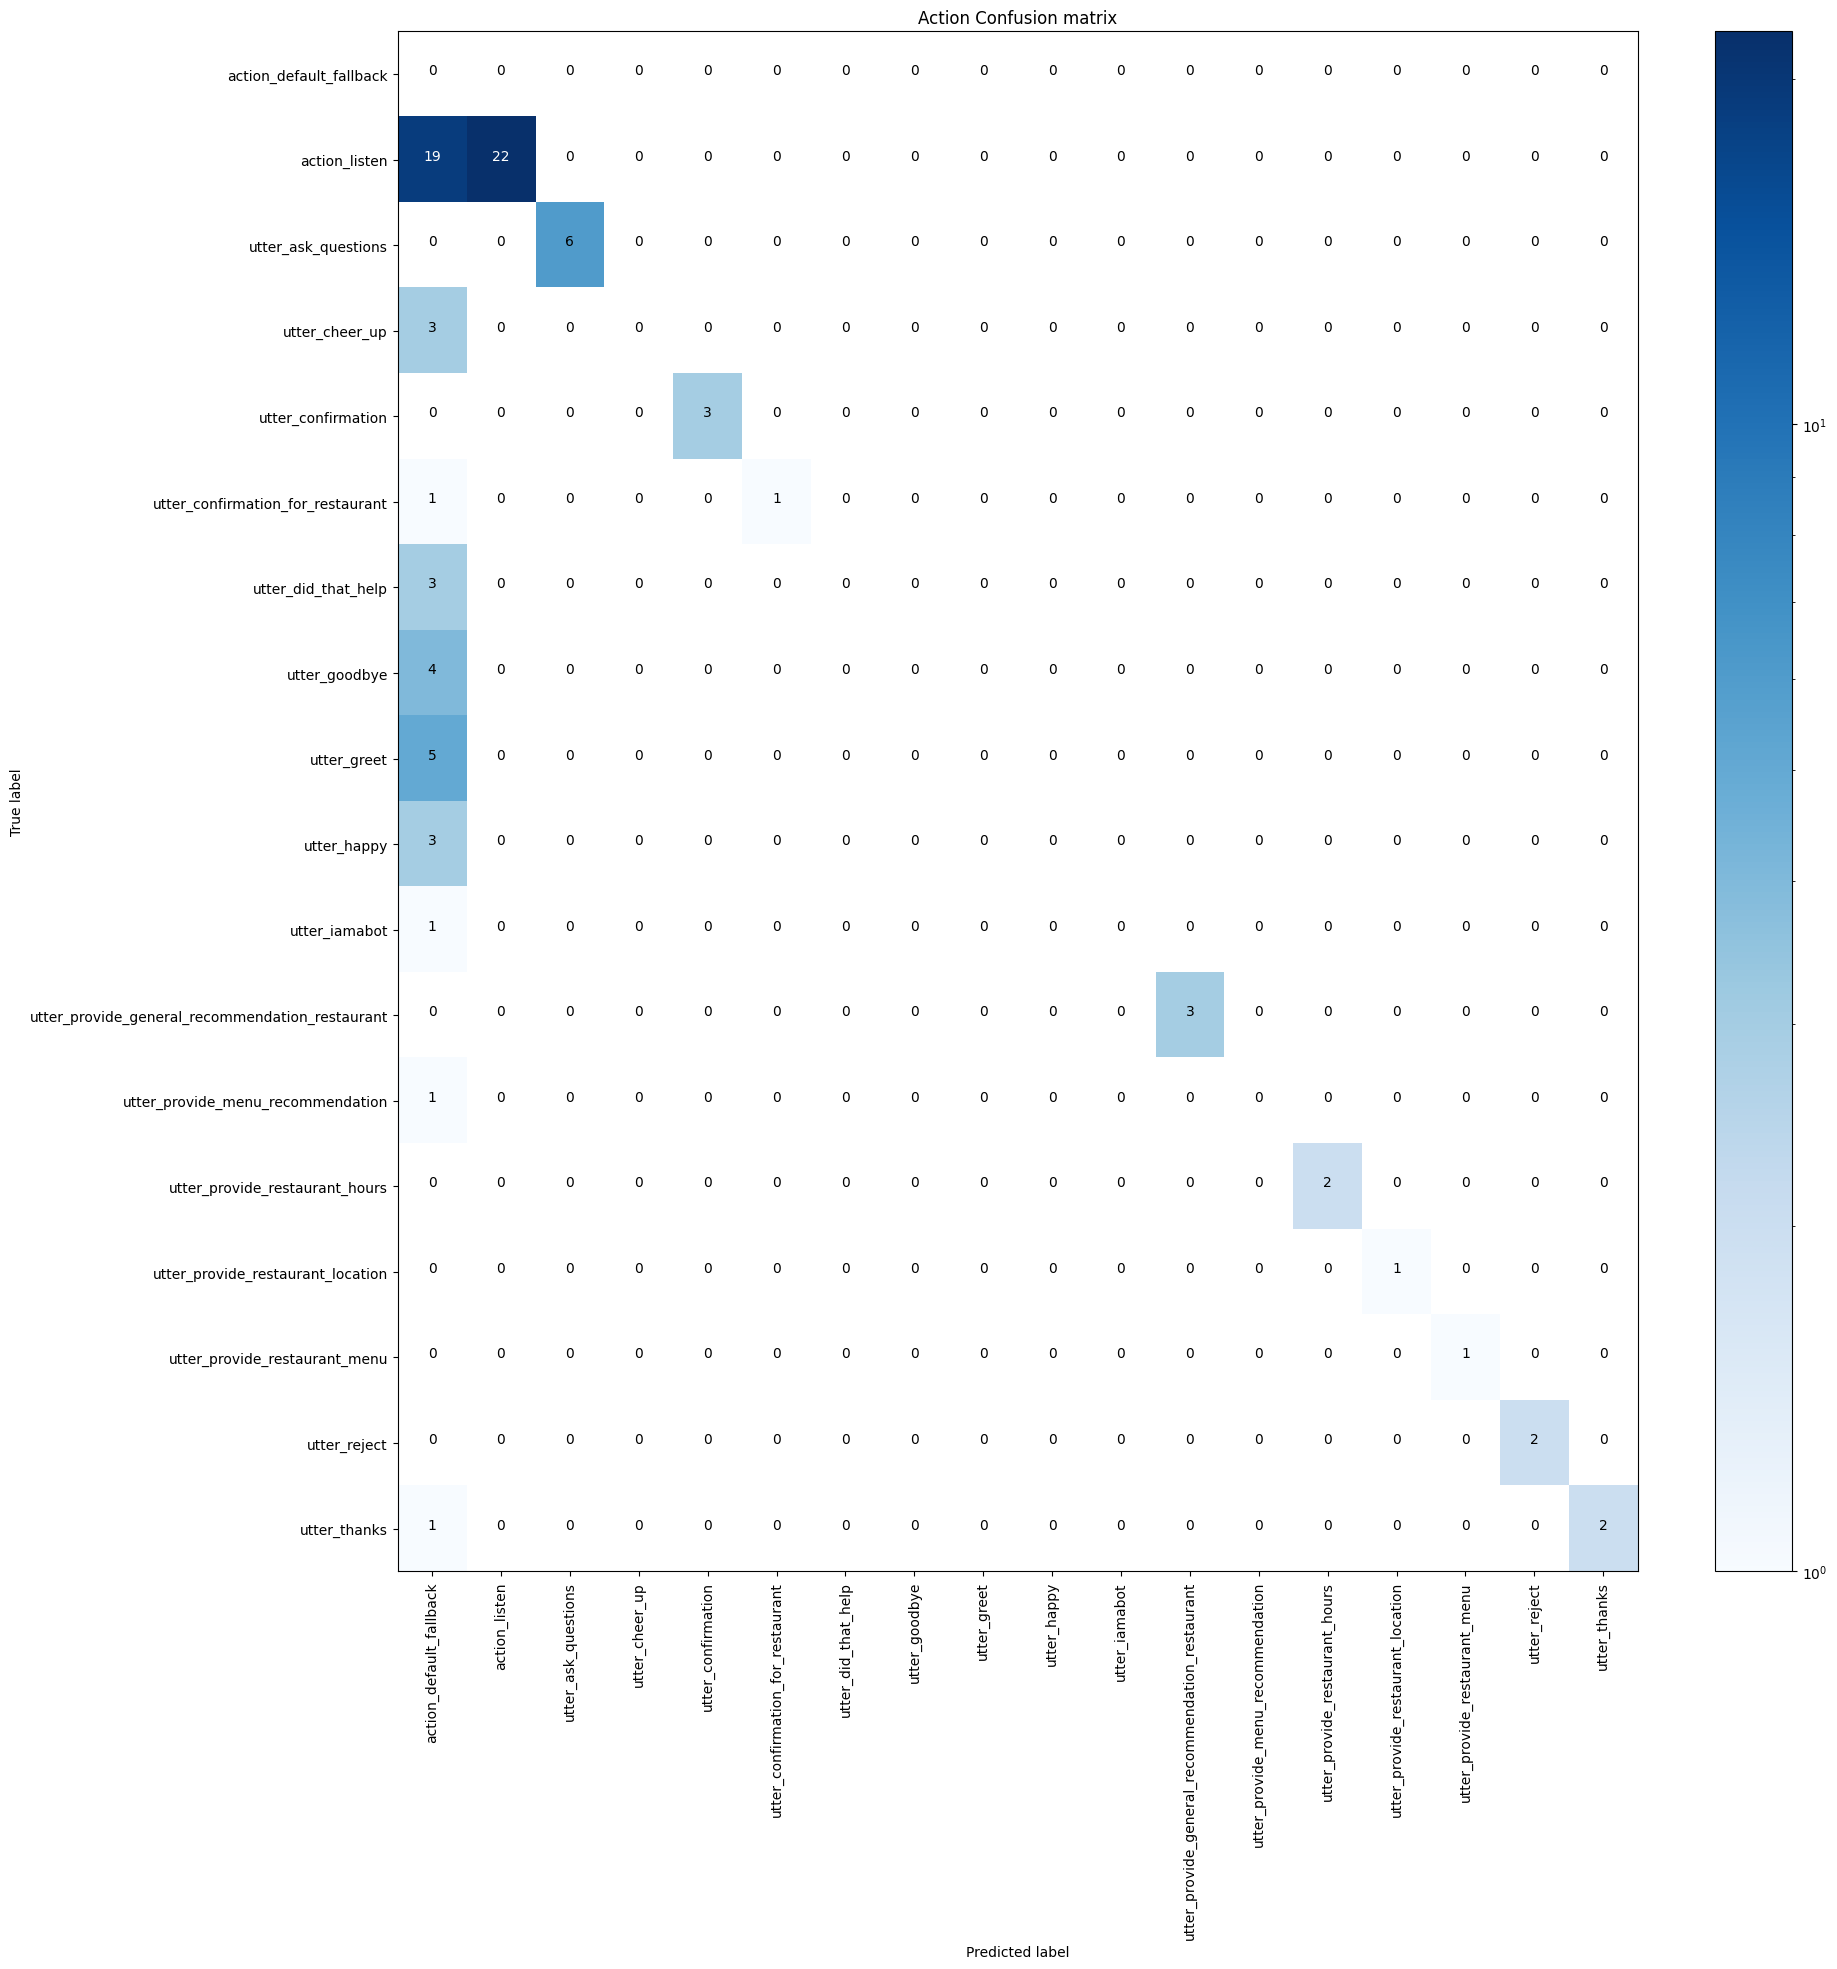 Action Confusion matrix
action_default_fallback 0 0 0 0 0 0 0 0 0 0 0 0 0 0 0 0 0 0
action_listen 19 22 0 0 0 0 0 0 0 0 0 0 0 0 0 0 0 0
utter_ask_questions 0 0 6 0 0 0 0 0 0 0 0 0 0 0 0 0 0 0
utter_cheer_up 3 0 0 0 0 0 0 0 0 0 0 0 0 0 0 0 0 0
utter_confirmation 0 0 0 0 3 0 0 0 0 0 0 0 0 0 0 0 0 0
utter_confirmation_for_restaurant 1 0 0 0 0 1 0 0 0 0 0 0 0 0 0 0 0 0
utter_did_that_help 3 0 0 0 0 0 0 0 0 0 0 0 0 0 0 0 0 0
utter_goodbye 4 0 0 0 0 0 0 0 0 0 0 0 0 0 0 0 0 0
utter_greet 5 0 0 0 0 0 0 0 0 0 0 0 0 0 0 0 0 0
utter_happy 3 0 0 0 0 0 0 0 0 0 0 0 0 0 0 0 0 0
utter_iamabot 1 0 0 0 0 0 0 0 0 0 0 0 0 0 0 0 0 0
utter_provide_general_recommendation_restaurant 0 0 0 0 0 0 0 0 0 0 0 3 0 0 0 0 0 0
utter_provide_menu_recommendation 1 0 0 0 0 0 0 0 0 0 0 0 0 0 0 0 0 0
utter_provide_restaurant_hours 0 0 0 0 0 0 0 0 0 0 0 0 0 2 0 0 0 0
utter_provide_restaurant_location 0 0 0 0 0 0 0 0 0 0 0 0 0 0 1 0 0 0
utter_provide_restaurant_menu 0 0 0 0 0 0 0 0 0 0 0 0 0 0 0 1 0 0
utter_reject 0 0 0 0 0 0 0 0 0 0 0 0 0 0 0 0 2 0
utter_thanks 1 0 0 0 0 0 0 0 0 0 0 0 0 0 0 0 0 2
True label
action_default_fallback
action_listen
utter_ask_questions
utter_cheer_up
utter_confirmation
utter_confirmation_for_restaurant
utter_did_that_help
utter_goodbye
utter_greet
utter_happy
utter_iamabot
utter_provide_general_recommendation_restaurant
utter_provide_menu_recommendation
utter_provide_restaurant_hours
utter_provide_restaurant_location
utter_provide_restaurant_menu
utter_reject
utter_thanks
Predicted label
10¹
10⁰